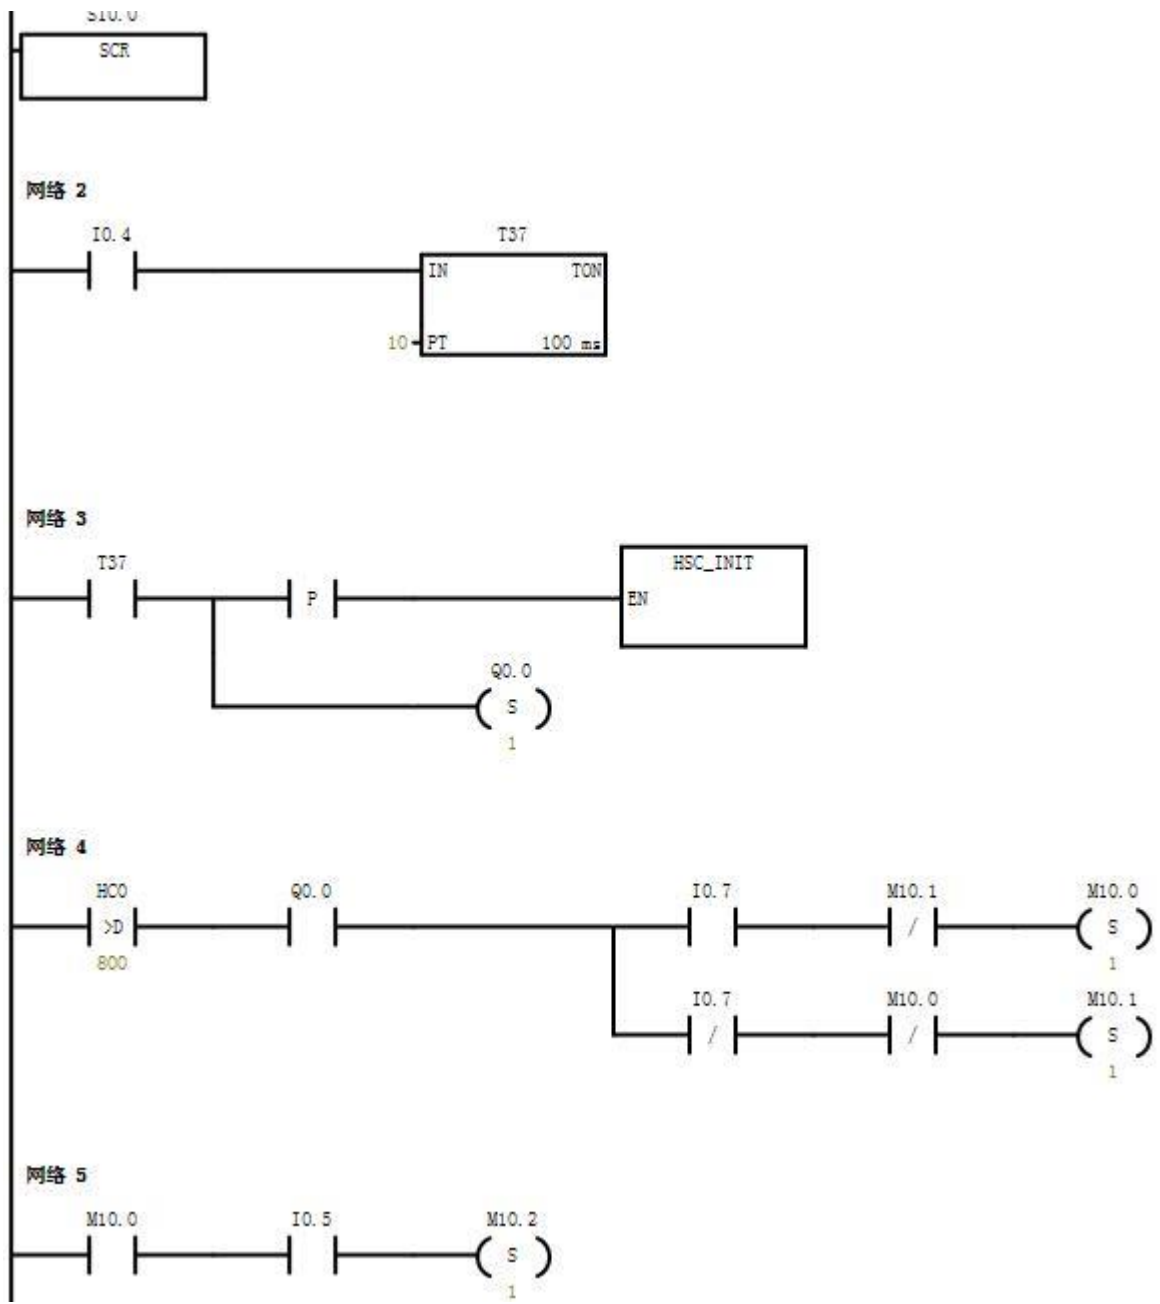 S10.0
SCR
网络 2
I0.4
T37
IN TON
10 PT 100 ms
网络 3
T37
HSC_INIT
P
EN
Q0.0
S
1
网络 4
HC0 Q0.0 I0.7 M10.1 M10.0
>D / S
800 1
I0.7 M10.0 M10.1
/ / S
1
网络 5
M10.0 I0.5 M10.2
S
1